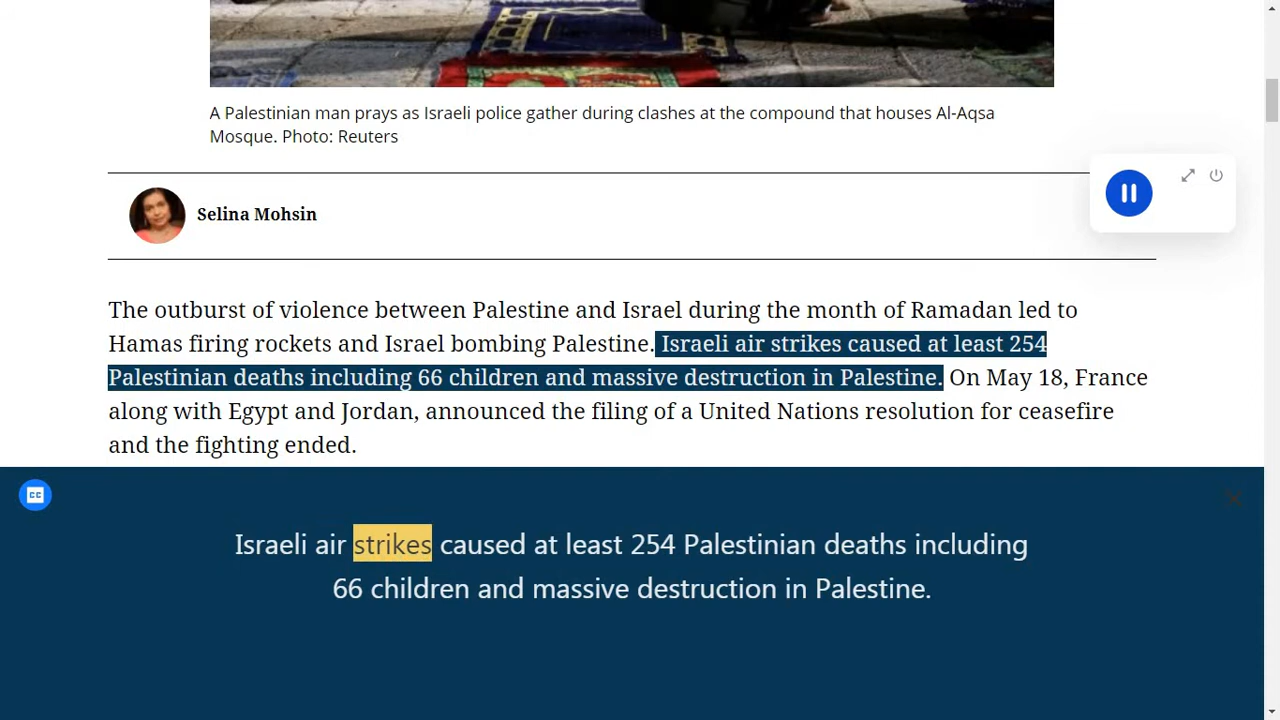 A Palestinian man prays as Israeli police gather during clashes at the compound that houses Al-Aqsa
Mosque. Photo: Reuters
Selina Mohsin
The outburst of violence between Palestine and Israel during the month of Ramadan led to
Hamas firing rockets and Israel bombing Palestine. Israeli air strikes caused at least 254
Palestinian deaths including 66 children and massive destruction in Palestine. On May 18, France
along with Egypt and Jordan, announced the filing of a United Nations resolution for ceasefire
and the fighting ended.
CC
Israeli air strikes caused at least 254 Palestinian deaths including
66 children and massive destruction in Palestine.